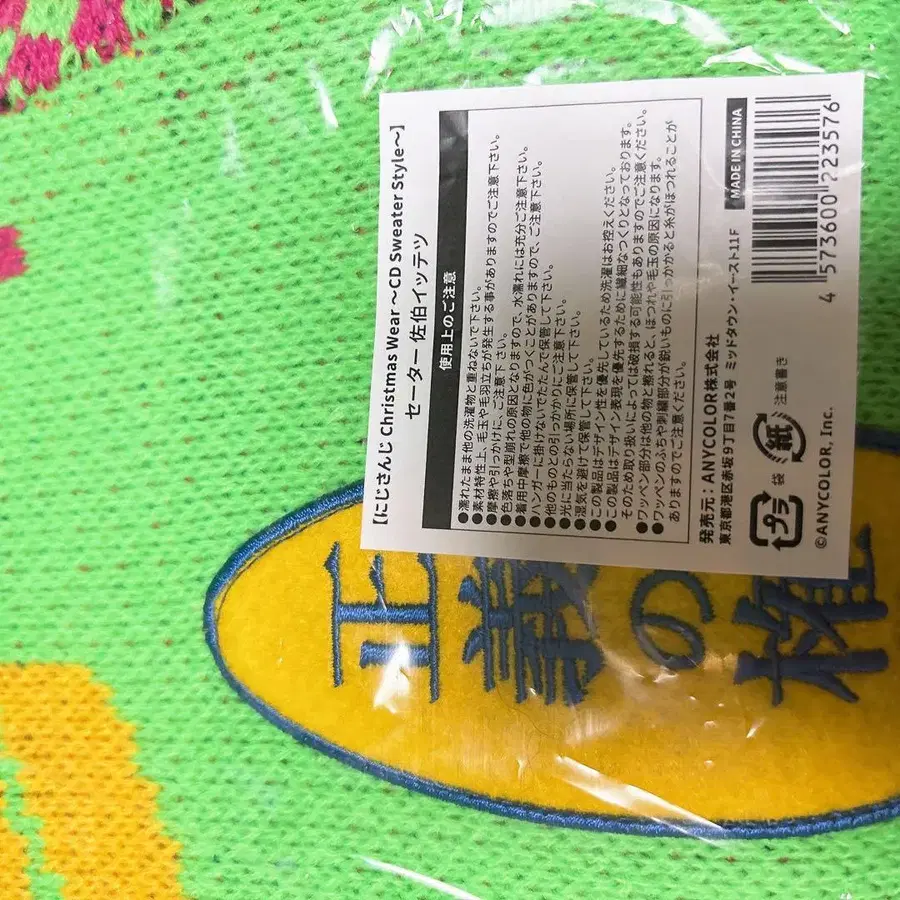 【にじさんじ Christmas Wear ～CD Sweater Style～】
セーター 佐伯イッテツ
使用上のご注意
●濡れたまま他の洗濯物と重ねないで下さい。
●素材特性上、毛玉や毛羽立ちが発生する事がありますのでご注意下さい。
●摩擦や引っかけに、ご注意下さい。
●色落ちや型崩れの原因となりますので、水濡れには充分ご注意下さい。
●着用中摩擦で他の物に色がつくことがありますので、ご注意下さい。
●ハンガーに掛けないでたたんで保管して下さい。
●他のものとの引っかかりにご注意下さい。
●光に当たらない場所に保管して下さい。
●湿気を避けて保管して下さい。
●この製品はデザイン性を優先しているため洗濯はお控えください。
●この製品はデザイン表現を優先するために繊細なつくりとなっております。
そのため取り扱いによっては破損する可能性もありますのでご注意ください。
●ワッペン部分は他の物と擦れると、ほつれや毛玉の原因になります。
●ワッペンのふちや刺繍部分が鋭いものに引っかかると糸がほつれることが
ありますのでご注意ください。
発売元：ANYCOLOR株式会社
東京都港区赤坂9丁目7番2号 ミッドタウン・イースト11F
MADE IN CHINA
4 573600 223576
プラ
袋
紙
注意書き
©ANYCOLOR, Inc.
正
義
の
権